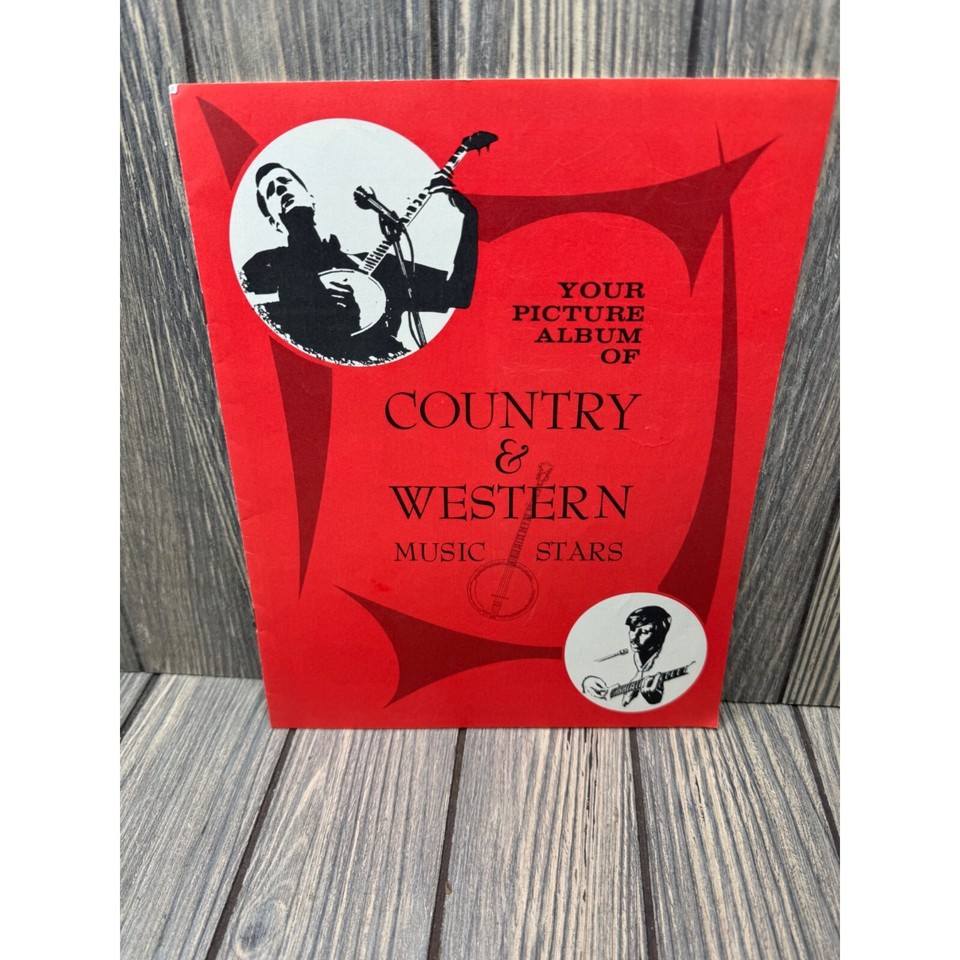 YOUR
PICTURE
ALBUM
OF
COUNTRY
&
WESTERN
MUSIC STARS